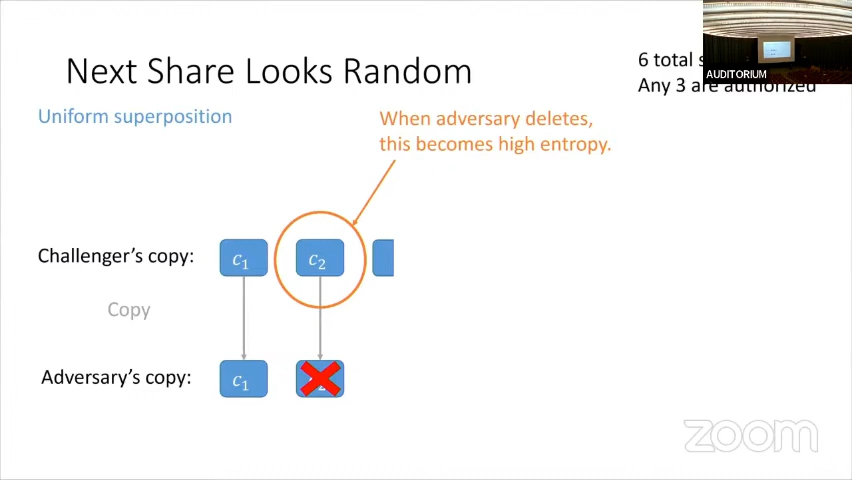 Next Share Looks Random
6 total
Any 3 are authorized
AUDITORIUM
Uniform superposition
When adversary deletes,
this becomes high entropy.
Challenger's copy:
c₁
c₂
Copy
Adversary's copy:
c₁
zoom